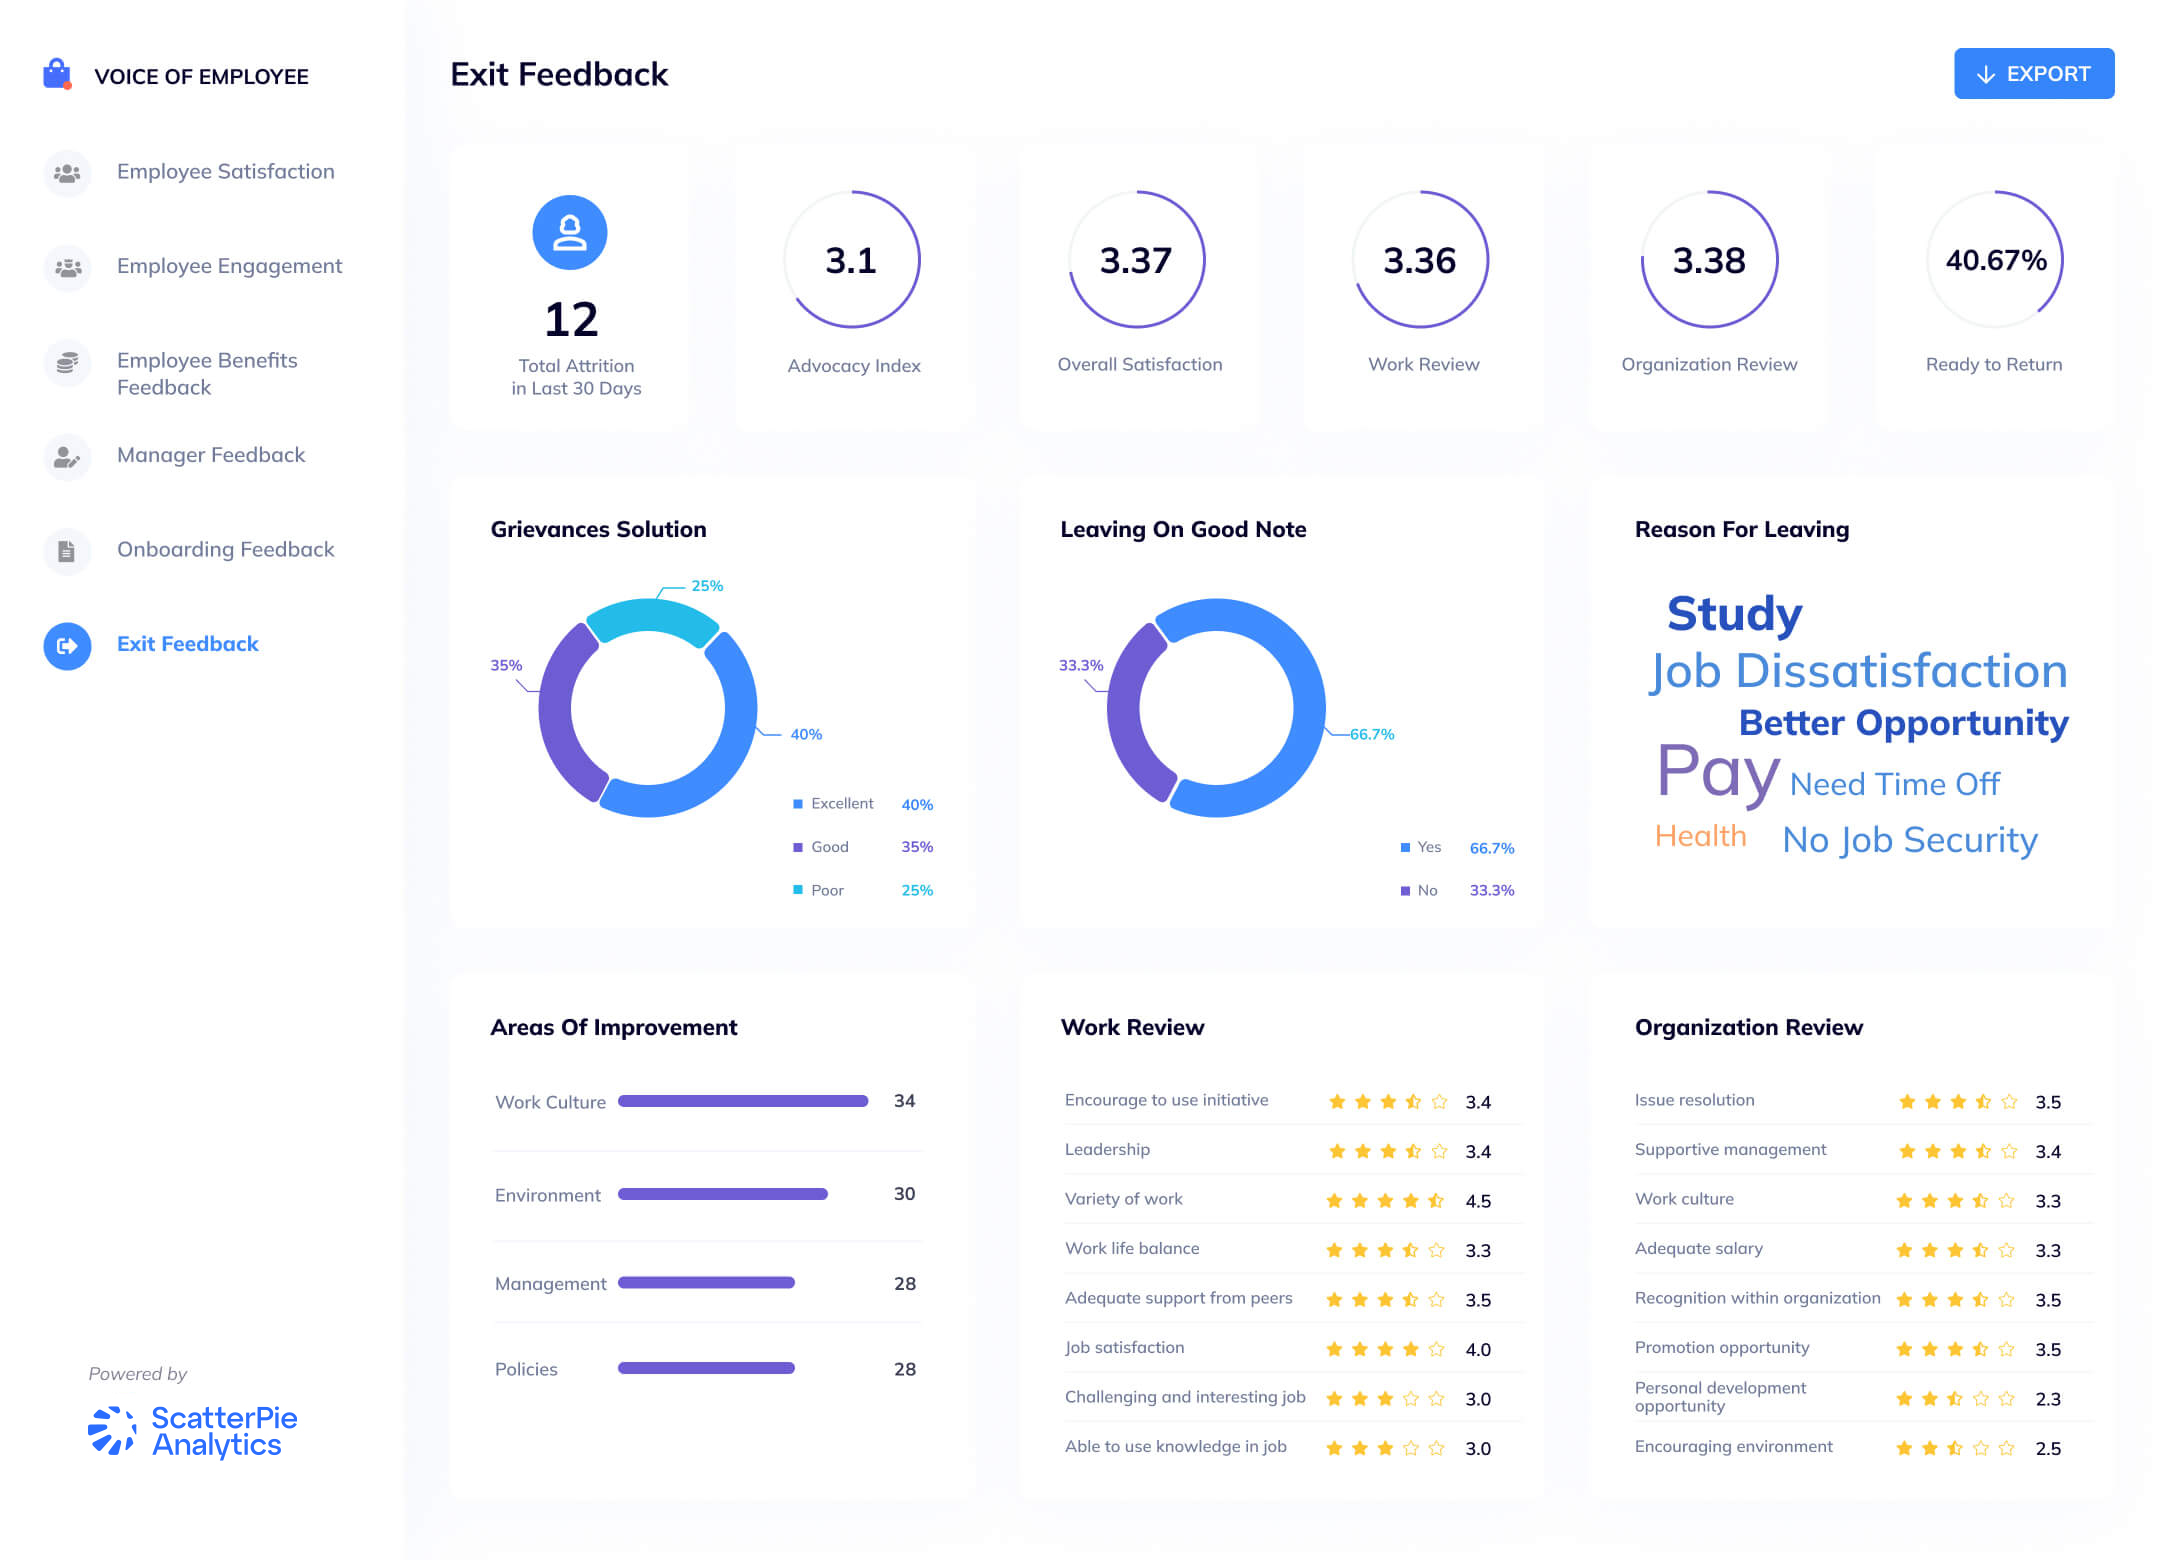 VOICE OF EMPLOYEE
Employee Satisfaction
Employee Engagement
Employee Benefits
Feedback
Manager Feedback
Onboarding Feedback
Exit Feedback
Powered by
ScatterPie
Analytics
Exit Feedback
EXPORT
12
Total Attrition
in Last 30 Days
3.1
Advocacy Index
3.37
Overall Satisfaction
3.36
Work Review
3.38
Organization Review
40.67%
Ready to Return
Grievances Solution
25%
35%
40%
Excellent 40%
Good 35%
Poor 25%
Leaving On Good Note
33.3%
66.7%
Yes 66.7%
No 33.3%
Reason For Leaving
Study
Job Dissatisfaction
Better Opportunity
Pay Need Time Off
Health No Job Security
Areas Of Improvement
Work Culture 34
Environment 30
Management 28
Policies 28
Work Review
Encourage to use initiative 3.4
Leadership 3.4
Variety of work 4.5
Work life balance 3.3
Adequate support from peers 3.5
Job satisfaction 4.0
Challenging and interesting job 3.0
Able to use knowledge in job 3.0
Organization Review
Issue resolution 3.5
Supportive management 3.4
Work culture 3.3
Adequate salary 3.3
Recognition within organization 3.5
Promotion opportunity 3.5
Personal development
opportunity 2.3
Encouraging environment 2.5